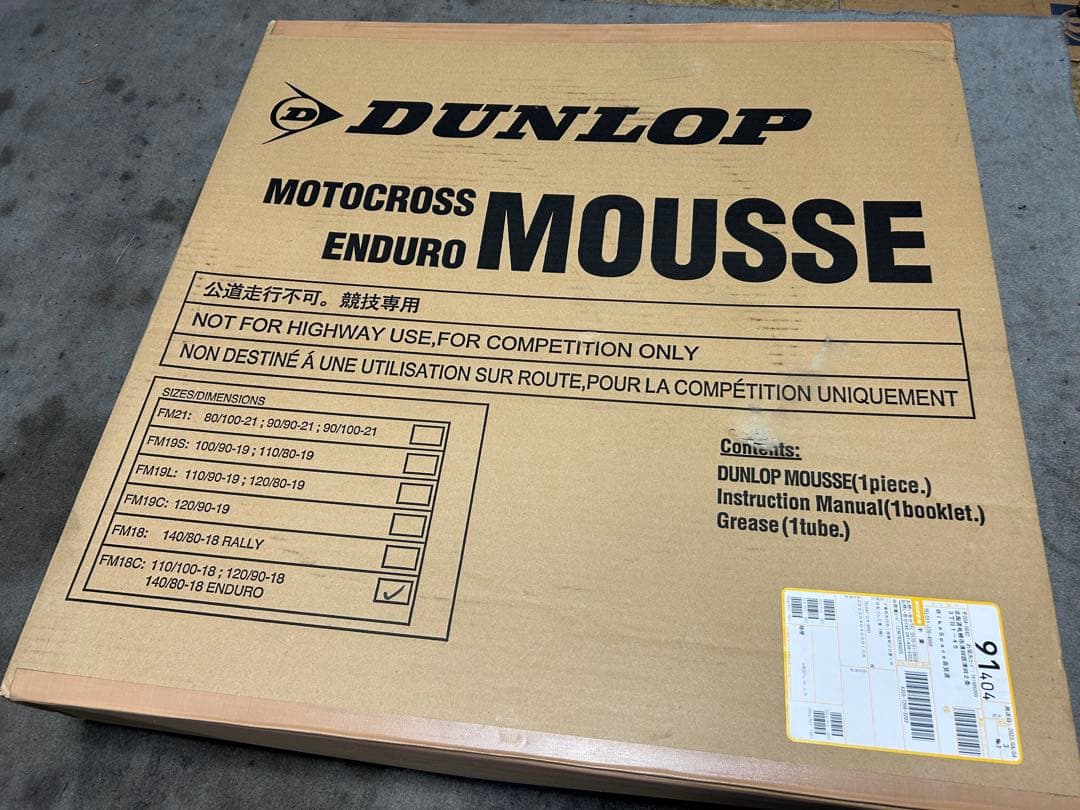 DUNLOP
MOTOCROSS
ENDURO
MOUSSE
公道走行不可。競技専用
NOT FOR HIGHWAY USE,FOR COMPETITION ONLY
NON DESTINÉ Á UNE UTILISATION SUR ROUTE,POUR LA COMPÉTITION UNIQUEMENT
SIZES/DIMENSIONS
FM21: 80/100-21 ; 90/90-21 ; 90/100-21
FM19S: 100/90-19 ; 110/80-19
FM19L: 110/90-19 ; 120/80-19
FM19C: 120/90-19
FM18: 140/80-18 RALLY
FM18C: 110/100-18 ; 120/90-18
140/80-18 ENDURO
Contents:
DUNLOP MOUSSE(1piece.)
Instruction Manual(1booklet.)
Grease(1tube.)
91404